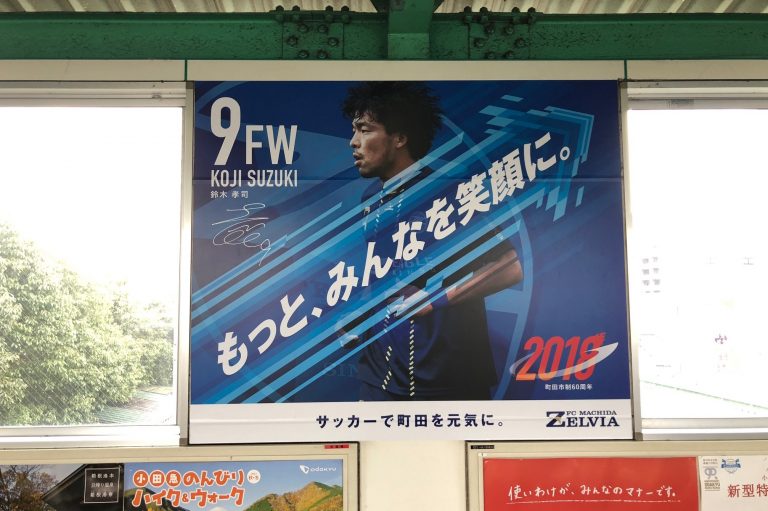 9 FW
KOJI SUZUKI
鈴木 孝司
もっと、みんなを笑顔に。
2018
町田市制60周年
サッカーで町田を元気に。
FC MACHIDA
ZELVIA
小田急のんびり
ハイク&ウォーク
odakyu
使いわけが、みんなのマナーです。
新型特